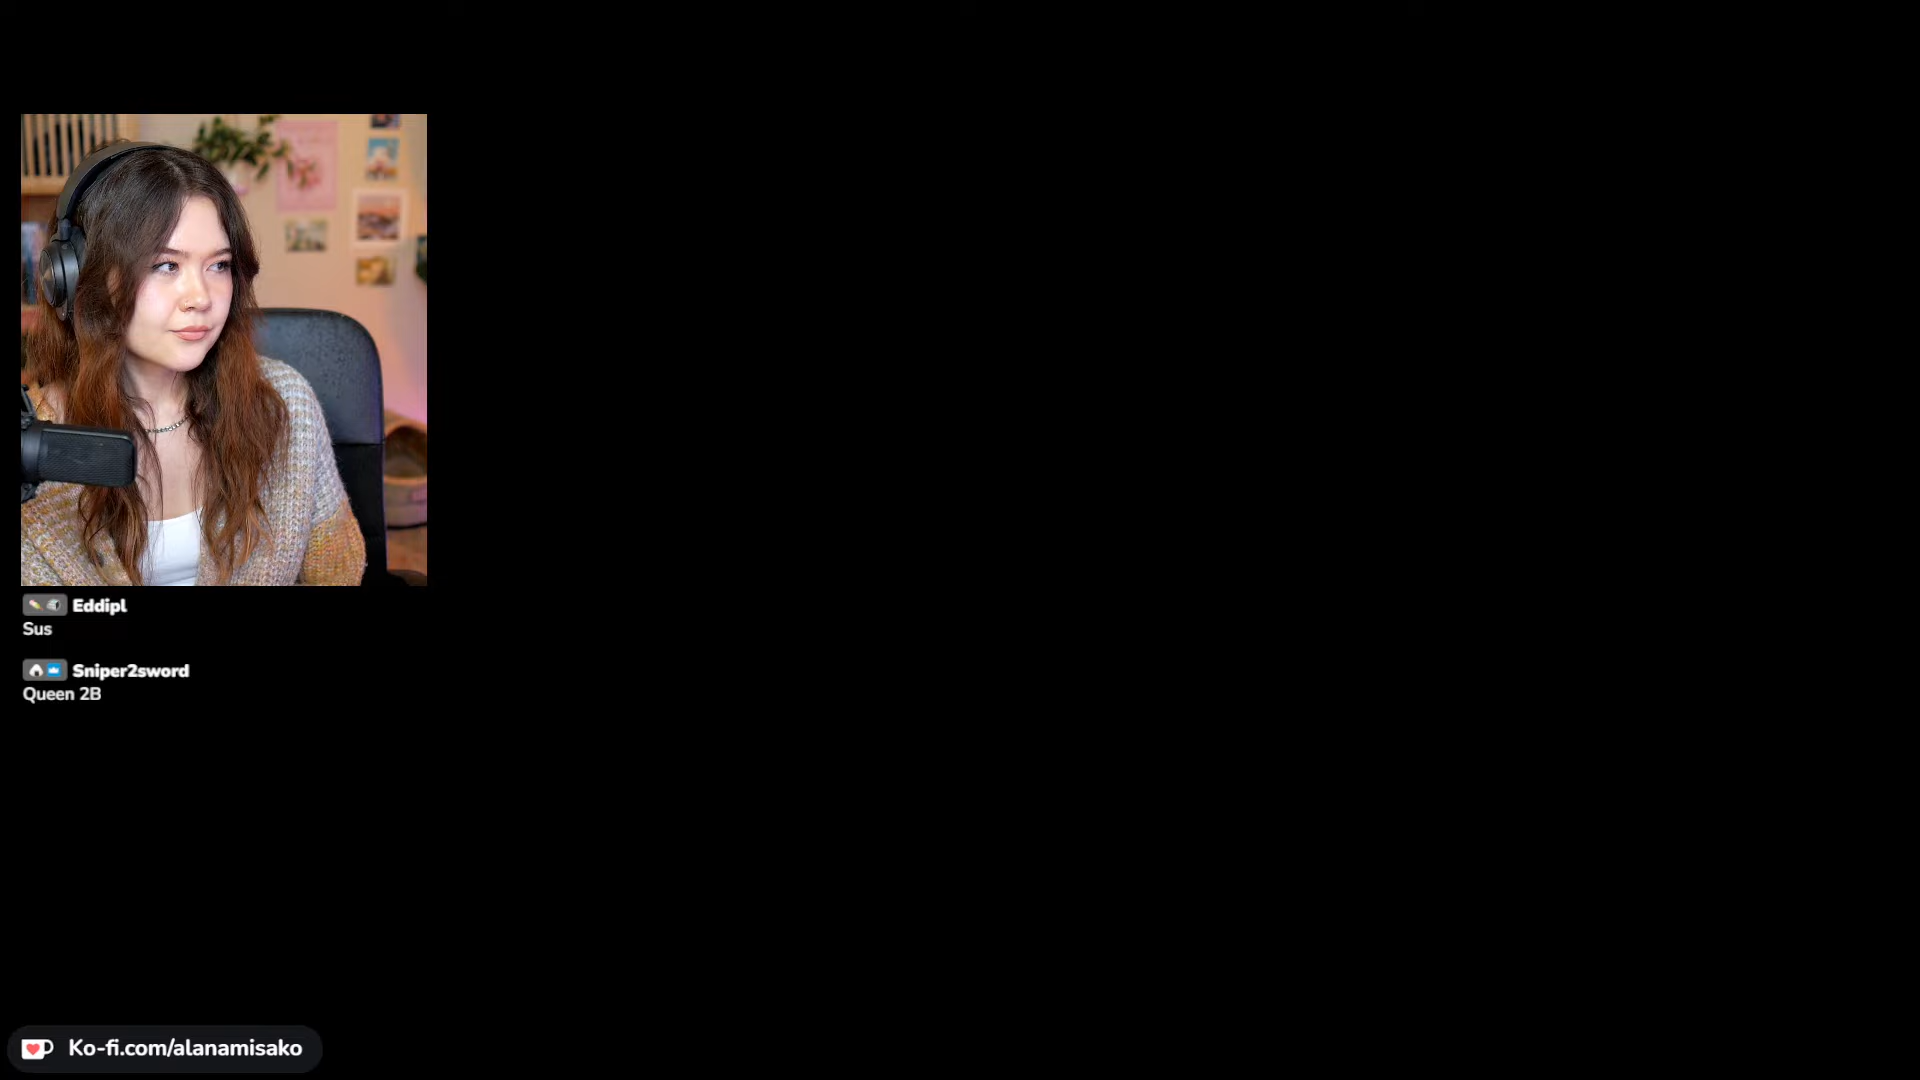 Eddipl
Sus
Sniper2sword
Queen 2B
Ko-fi.com/alanamisako